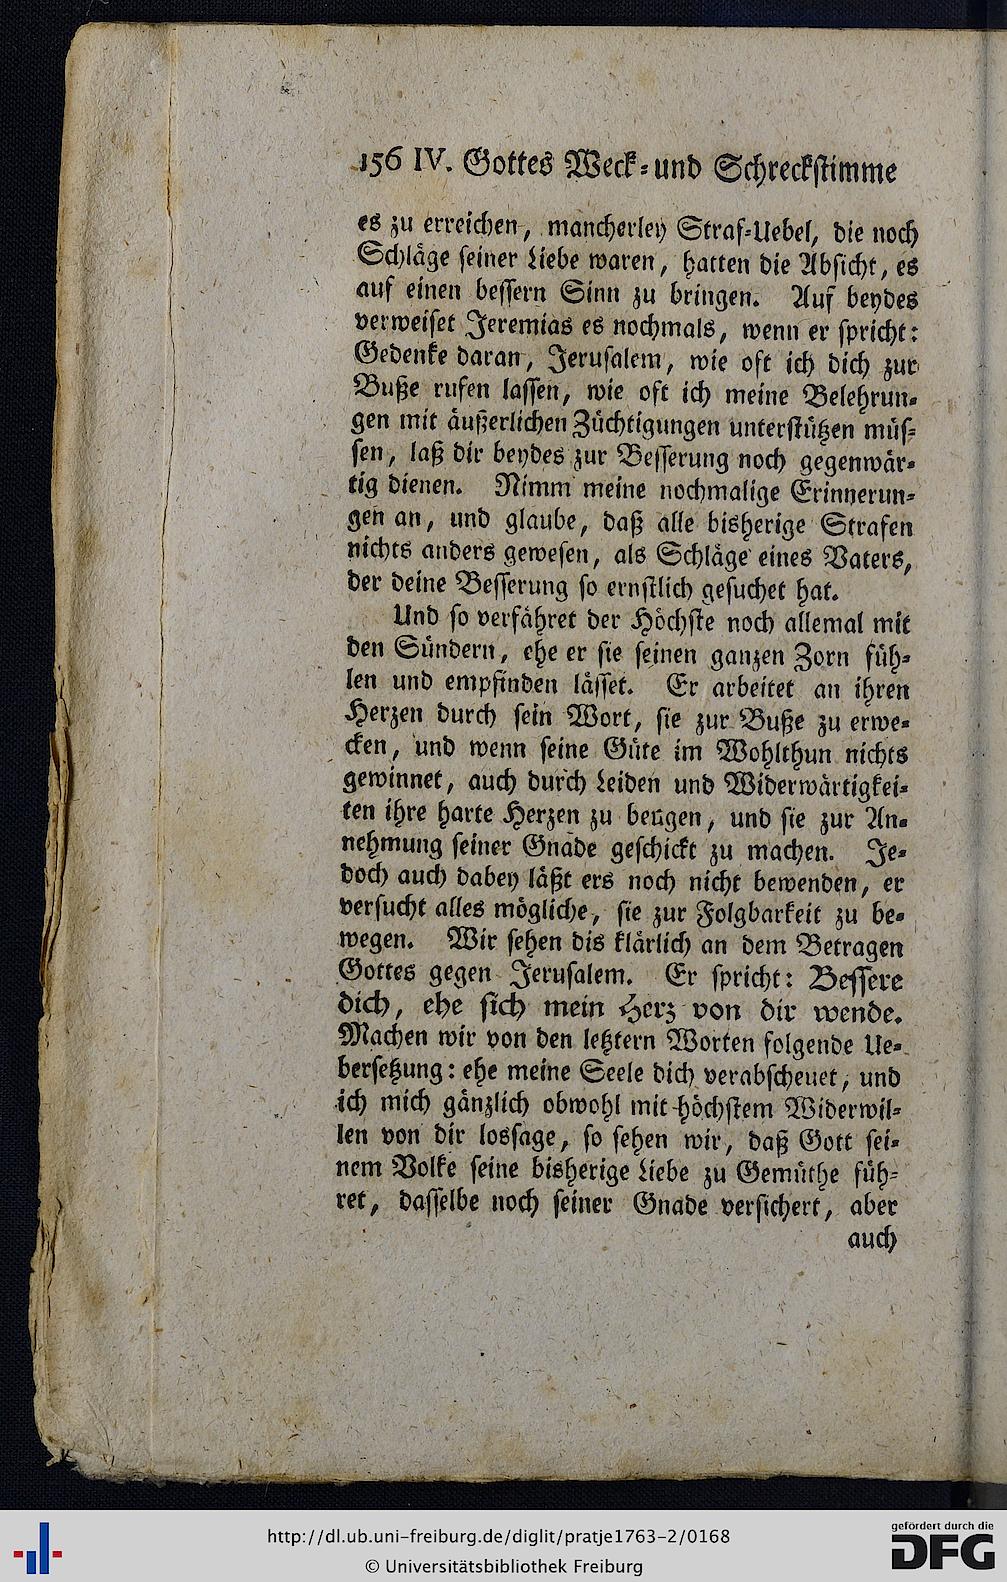 156 IV. Gottes Weck- und Schreckstimme
es zu erreichen, mancherley Straf-Uebel, die noch
Schläge seiner Liebe waren, hatten die Absicht, es
auf einen bessern Sinn zu bringen. Auf beydes
verweiset Jeremias es nochmals, wenn er spricht:
Gedenke daran, Jerusalem, wie oft ich dich zur
Buße rufen lassen, wie oft ich meine Belehrun-
gen mit äußerlichen Züchtigungen unterstützen müs-
sen, laß dir beydes zur Besserung noch gegenwär-
tig dienen. Nimm meine nochmalige Erinnerun-
gen an, und glaube, daß alle bisherige Strafen
nichts anders gewesen, als Schläge eines Vaters,
der deine Besserung so ernstlich gesuchet hat.
Und so verfähret der Höchste noch allemal mit
den Sündern, ehe er sie seinen ganzen Zorn füh-
len und empfinden lässet. Er arbeitet an ihren
Herzen durch sein Wort, sie zur Buße zu erwe-
cken, und wenn seine Güte im Wohlthun nichts
gewinnet, auch durch Leiden und Widerwärtigkei-
ten ihre harte Herzen zu beugen, und sie zur An-
nehmung seiner Gnade geschickt zu machen. Je-
doch auch dabey läßt ers noch nicht bewenden, er
versucht alles mögliche, sie zur Folgbarkeit zu be-
wegen. Wir sehen dis klärlich an dem Betragen
Gottes gegen Jerusalem. Er spricht: Bessere
dich, ehe sich mein Herz von dir wende.
Machen wir von den letztern Worten folgende Ue-
bersetzung: ehe meine Seele dich verabscheuet, und
ich mich gänzlich obwohl mit höchstem Widerwil-
len von dir lossage, so sehen wir, daß Gott sei-
nem Volke seine bisherige Liebe zu Gemüthe füh-
ret, dasselbe noch seiner Gnade versichert, aber
auch
http://dl.ub.uni-freiburg.de/diglit/pratje1763-2/0168
© Universitätsbibliothek Freiburg
gefördert durch die
DFG